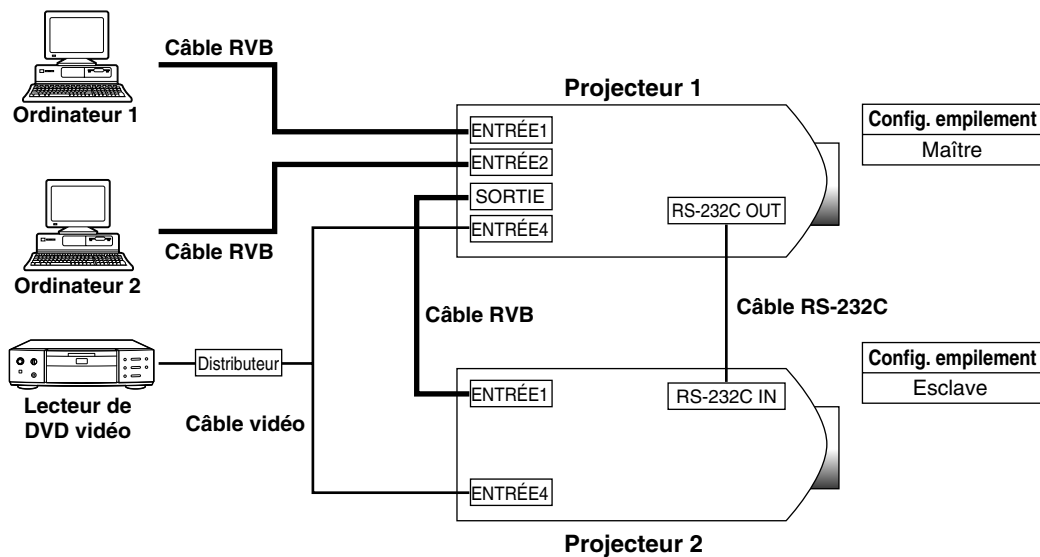 Câble RVB
Ordinateur 1
Projecteur 1
ENTRÉE1
ENTRÉE2
SORTIE
ENTRÉE4
RS-232C OUT
Config. empilement
Maître
Câble RVB
Ordinateur 2
Câble RVB
Câble RS-232C
Distributeur
Lecteur de
DVD vidéo
Câble vidéo
ENTRÉE1
RS-232C IN
ENTRÉE4
Config. empilement
Esclave
Projecteur 2